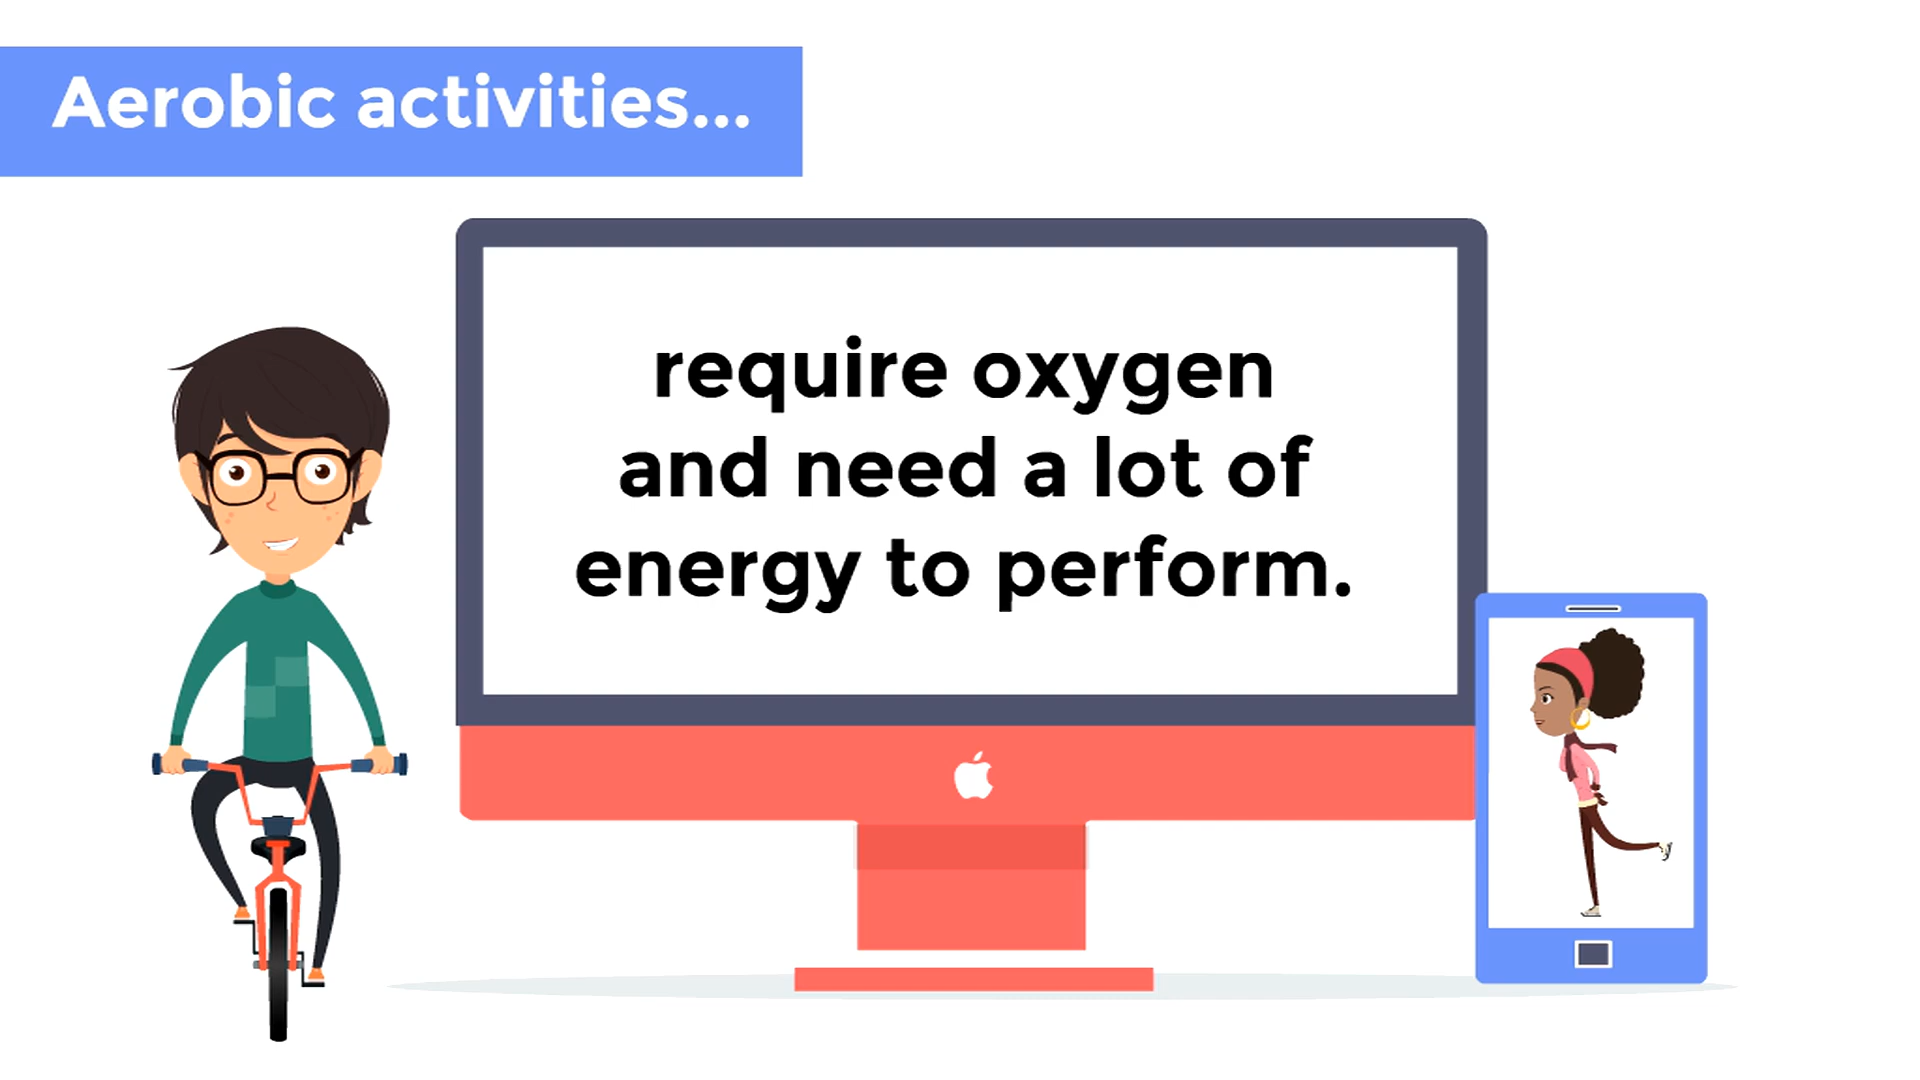 Aerobic activities...
require oxygen
and need a lot of
energy to perform.